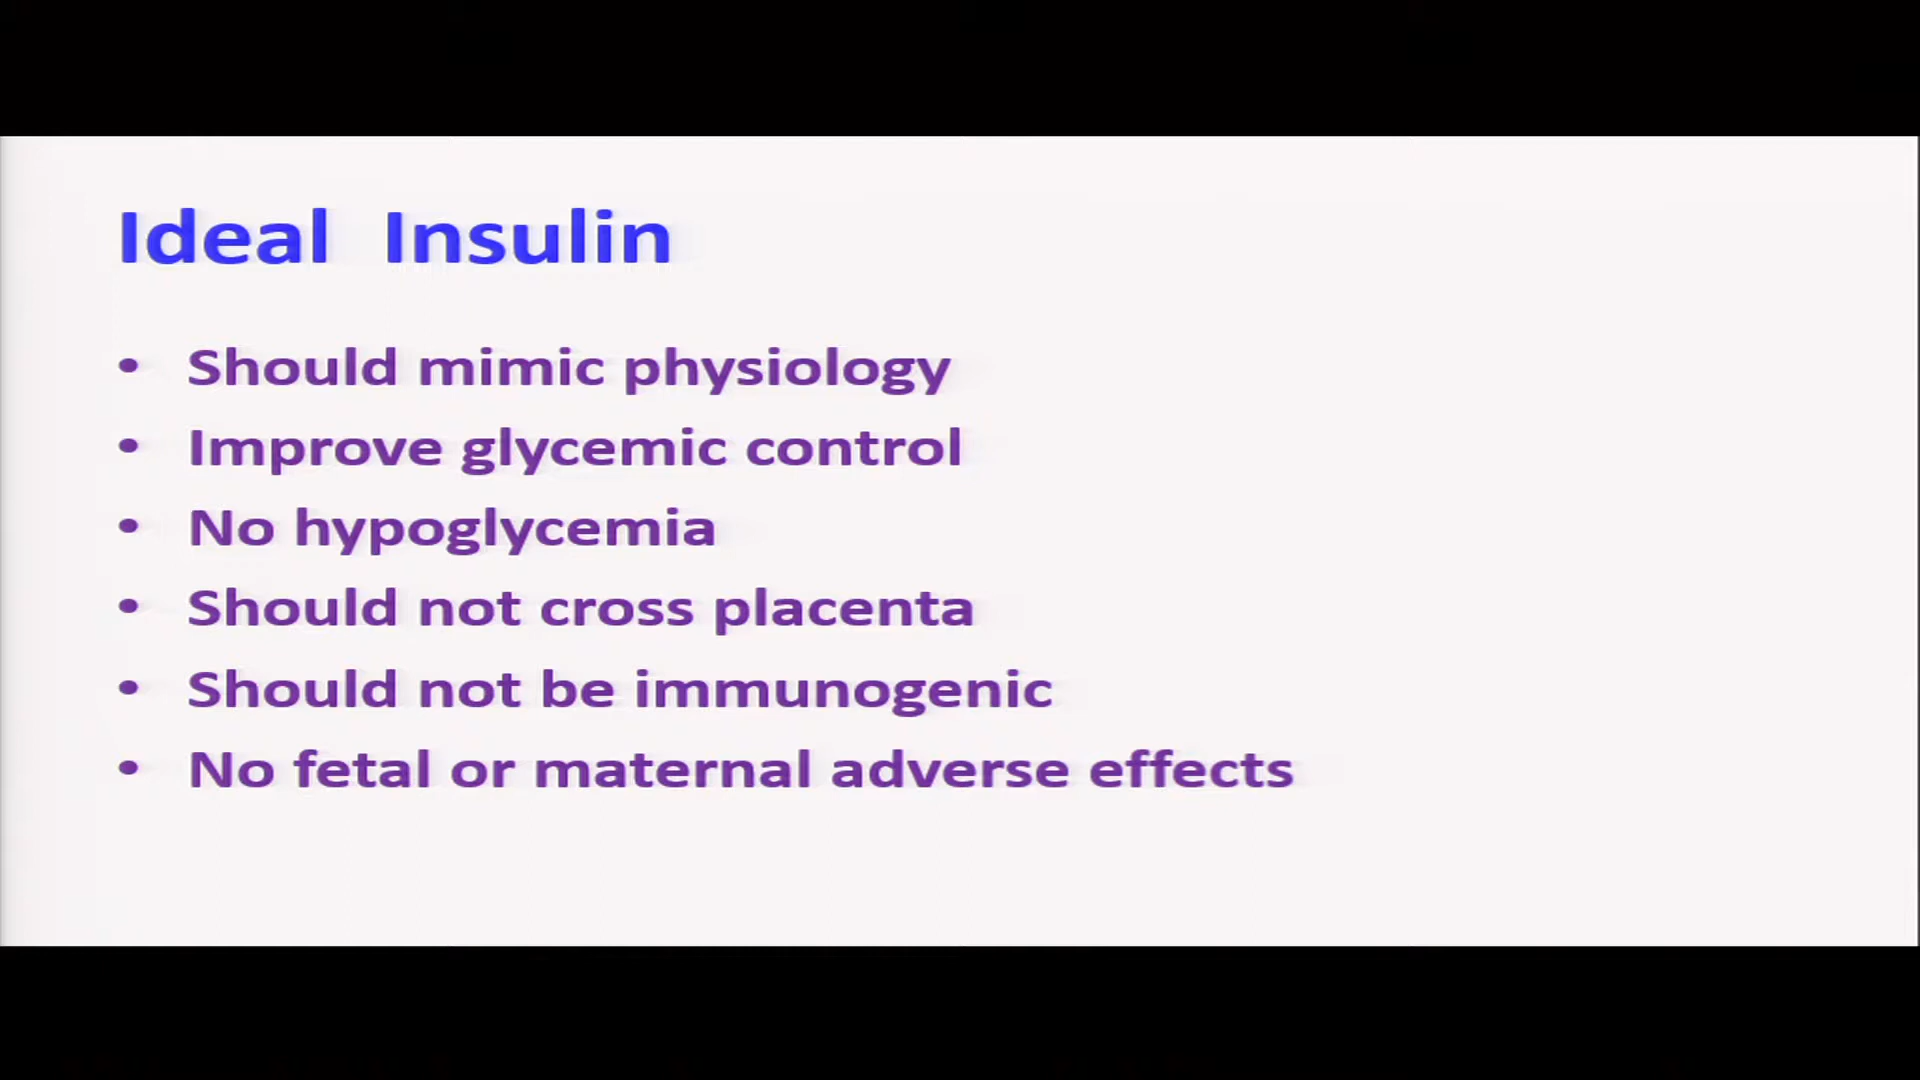 Ideal Insulin
• Should mimic physiology
• Improve glycemic control
• No hypoglycemia
• Should not cross placenta
• Should not be immunogenic
• No fetal or maternal adverse effects